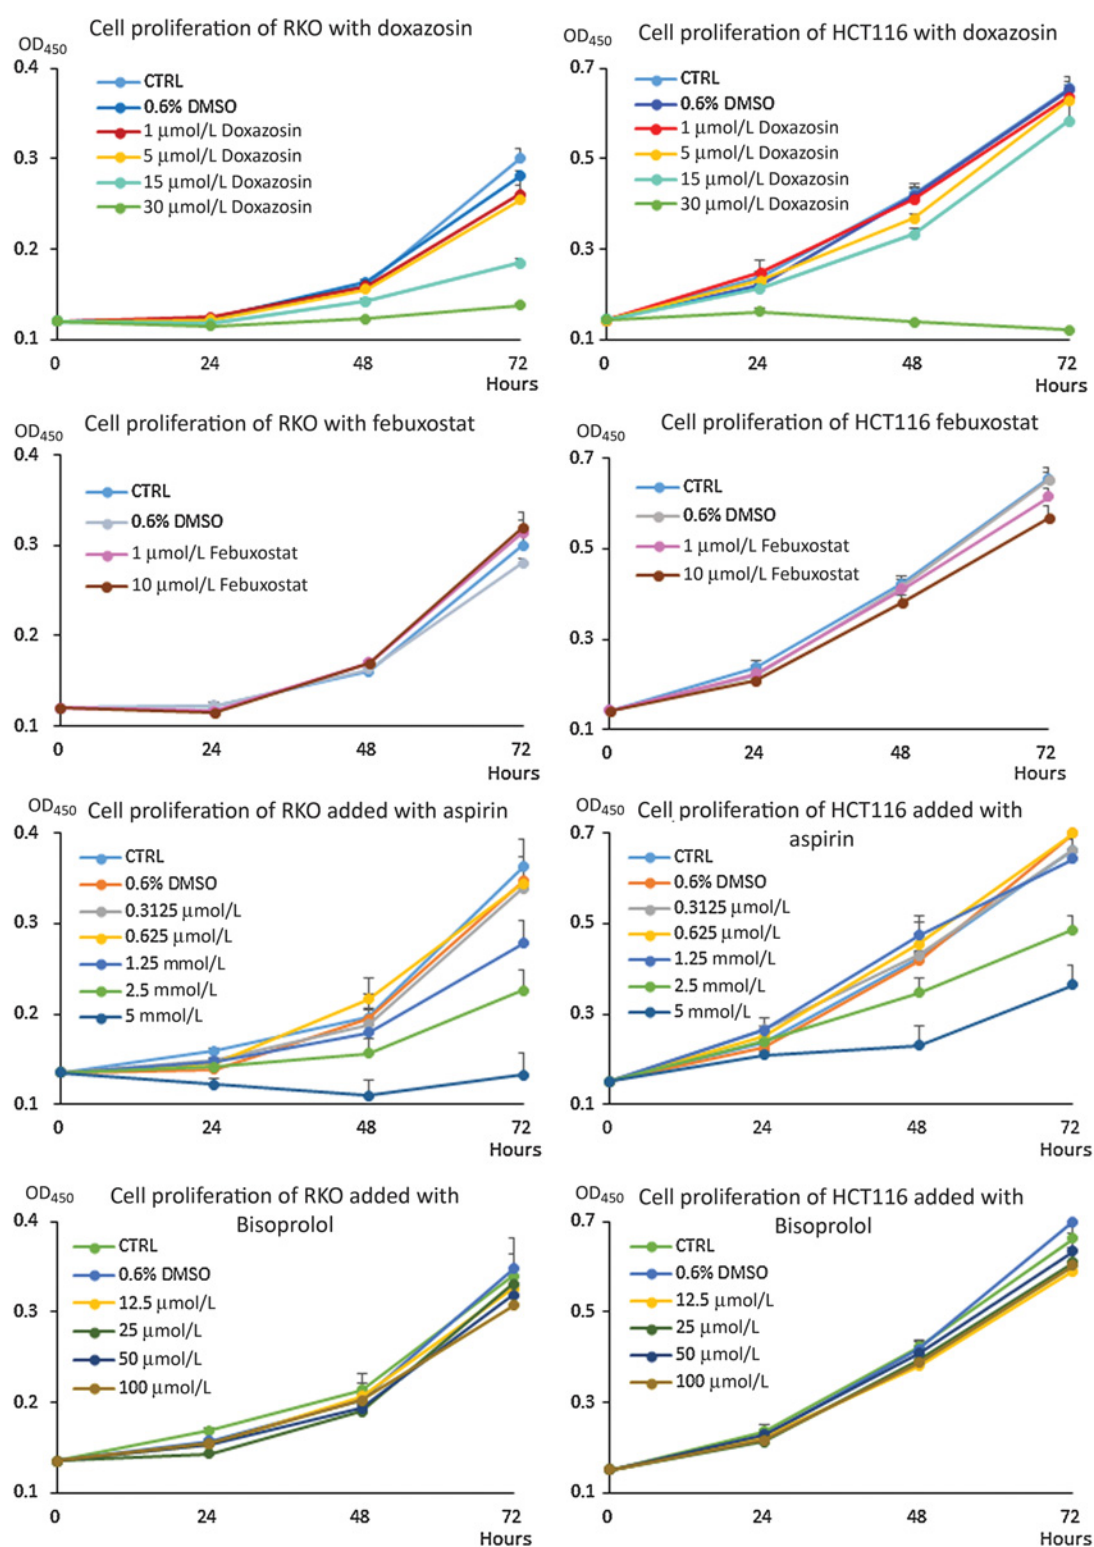 Cell proliferation of RKO with doxazosin
OD450
0.4
CTRL
0.6% DMSO
1 μmol/L Doxazosin
0.3
5 μmol/L Doxazosin
15 μmol/L Doxazosin
30 μmol/L Doxazosin
0.2
0.1
0 24 48 72
Hours
Cell proliferation of HCT116 with doxazosin
OD450
0.7
CTRL
0.6% DMSO
1 μmol/L Doxazosin
0.5
5 μmol/L Doxazosin
15 μmol/L Doxazosin
30 μmol/L Doxazosin
0.3
0.1
0 24 48 72
Hours
Cell proliferation of RKO with febuxostat
OD450
0.4
CTRL
0.6% DMSO
0.3
1 μmol/L Febuxostat
10 μmol/L Febuxostat
0.2
0.1
0 24 48 72
Hours
Cell proliferation of HCT116 febuxostat
OD450
0.7
CTRL
0.6% DMSO
0.5
1 μmol/L Febuxostat
10 μmol/L Febuxostat
0.3
0.1
0 24 48 72
Hours
OD450 Cell proliferation of RKO added with aspirin
0.4
CTRL
0.6% DMSO
0.3125 μmol/L
0.3
0.625 μmol/L
1.25 mmol/L
2.5 mmol/L
0.2
5 mmol/L
0.1
0 24 48 72
Hours
OD450 Cell proliferation of HCT116 added with
aspirin
0.7
CTRL
0.6% DMSO
0.3125 μmol/L
0.5
0.625 μmol/L
1.25 mmol/L
2.5 mmol/L
0.3
5 mmol/L
0.1
0 24 48 72
Hours
OD450 Cell proliferation of RKO added with
Bisoprolol
0.4
CTRL
0.6% DMSO
12.5 μmol/L
0.3
25 μmol/L
50 μmol/L
100 μmol/L
0.2
0.1
0 24 48 72
Hours
OD450 Cell proliferation of HCT116 added with
Bisoprolol
0.7
CTRL
0.6% DMSO
12.5 μmol/L
0.5
25 μmol/L
50 μmol/L
100 μmol/L
0.3
0.1
0 24 48 72
Hours